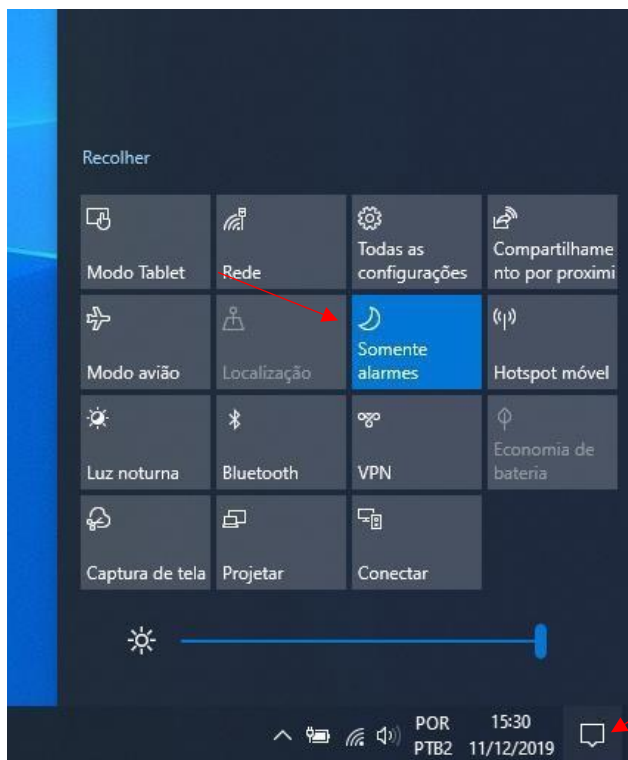 Recolher
Modo Tablet
Rede
Todas as
configurações
Compartilhame
nto por proximi
Modo avião
Localização
Somente
alarmes
Hotspot móvel
Luz noturna
Bluetooth
VPN
Economia de
bateria
Captura de tela
Projetar
Conectar
POR
PTB2
15:30
11/12/2019